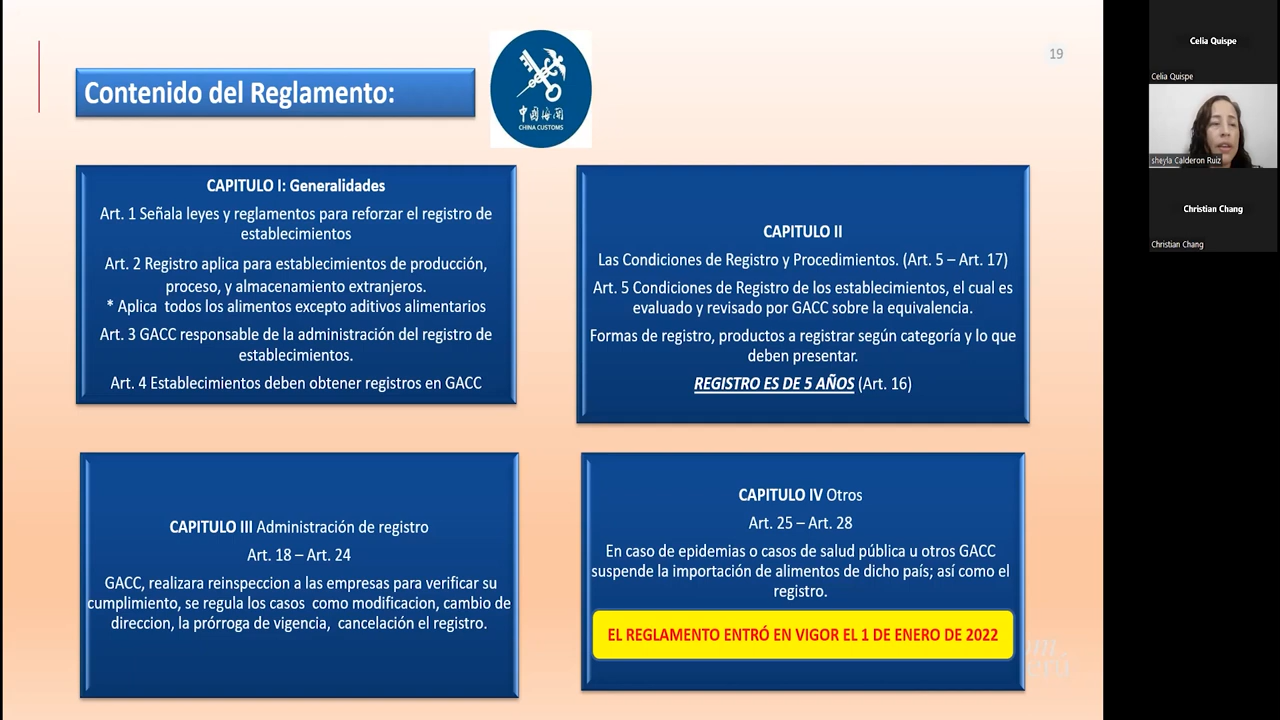 19
Contenido del Reglamento:
中国海关
CHINA CUSTOMS
CAPITULO I: Generalidades
Art. 1 Señala leyes y reglamentos para reforzar el registro de
establecimientos
Art. 2 Registro aplica para establecimientos de producción,
proceso, y almacenamiento extranjeros.
* Aplica todos los alimentos excepto aditivos alimentarios
Art. 3 GACC responsable de la administración del registro de
establecimientos.
Art. 4 Establecimientos deben obtener registros en GACC
CAPITULO II
Las Condiciones de Registro y Procedimientos. (Art. 5 – Art. 17)
Art. 5 Condiciones de Registro de los establecimientos, el cual es
evaluado y revisado por GACC sobre la equivalencia.
Formas de registro, productos a registrar según categoría y lo que
deben presentar.
REGISTRO ES DE 5 AÑOS (Art. 16)
CAPITULO III Administración de registro
Art. 18 – Art. 24
GACC, realizara reinspeccion a las empresas para verificar su
cumplimiento, se regula los casos como modificacion, cambio de
direccion, la prórroga de vigencia, cancelación el registro.
CAPITULO IV Otros
Art. 25 – Art. 28
En caso de epidemias o casos de salud pública u otros GACC
suspende la importación de alimentos de dicho país; así como el
registro.
EL REGLAMENTO ENTRÓ EN VIGOR EL 1 DE ENERO DE 2022
Celia Quispe
Celia Quispe
sheyla Calderon Ruiz
Christian Chang
Christian Chang